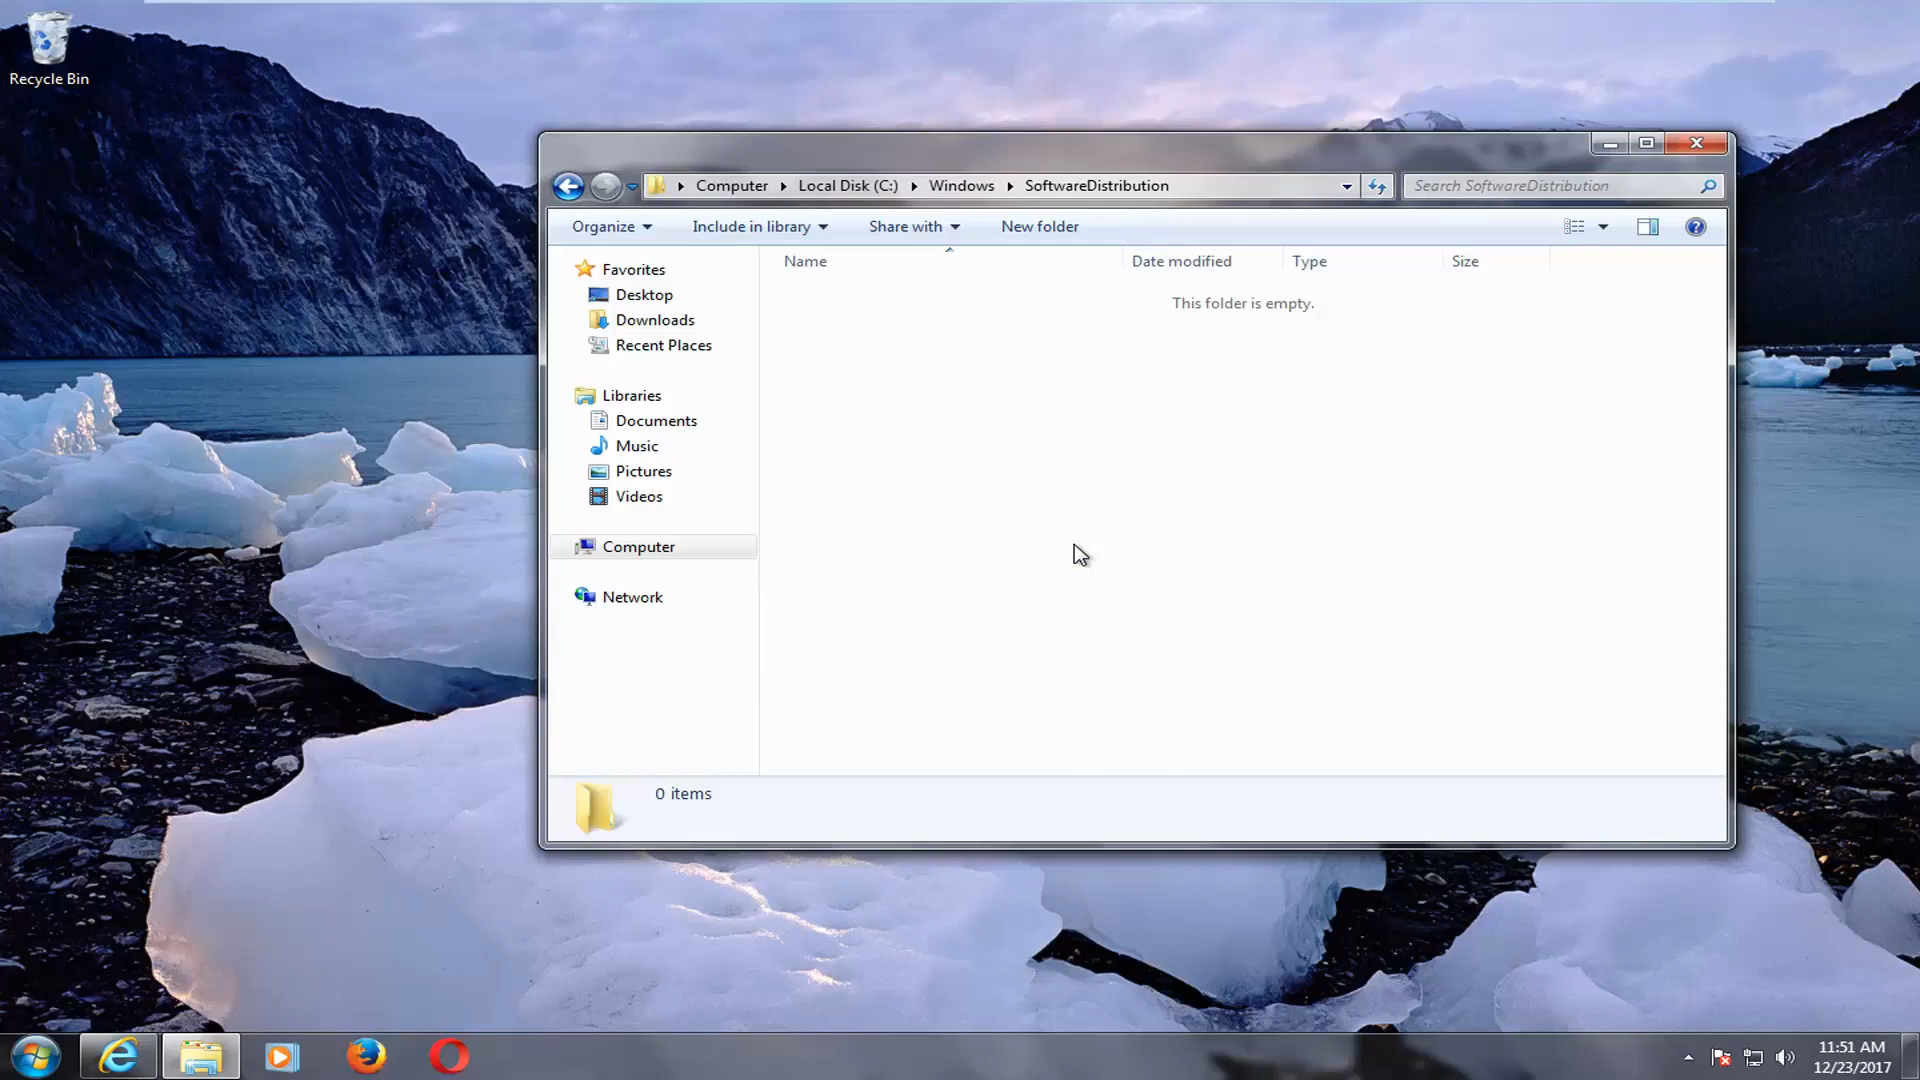 Recycle Bin
Computer Local Disk (C:) Windows SoftwareDistribution
Search SoftwareDistribution
Organize Include in library Share with New folder
Favorites
Desktop
Downloads
Recent Places
Libraries
Documents
Music
Pictures
Videos
Computer
Network
Name Date modified Type Size
This folder is empty.
0 items
11:51 AM
12/23/2017